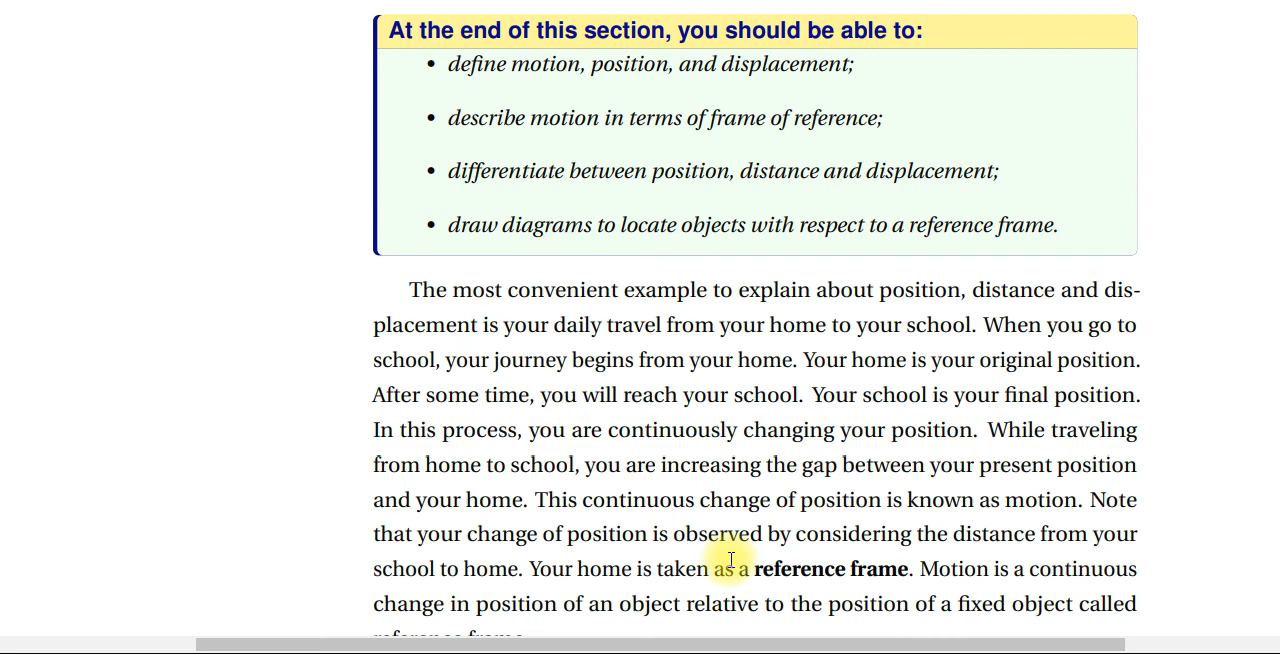 At the end of this section, you should be able to:
• define motion, position, and displacement;
• describe motion in terms of frame of reference;
• differentiate between position, distance and displacement;
• draw diagrams to locate objects with respect to a reference frame.
The most convenient example to explain about position, distance and dis-
placement is your daily travel from your home to your school. When you go to
school, your journey begins from your home. Your home is your original position.
After some time, you will reach your school. Your school is your final position.
In this process, you are continuously changing your position. While traveling
from home to school, you are increasing the gap between your present position
and your home. This continuous change of position is known as motion. Note
that your change of position is observed by considering the distance from your
school to home. Your home is taken as a reference frame. Motion is a continuous
change in position of an object relative to the position of a fixed object called
reference frame.